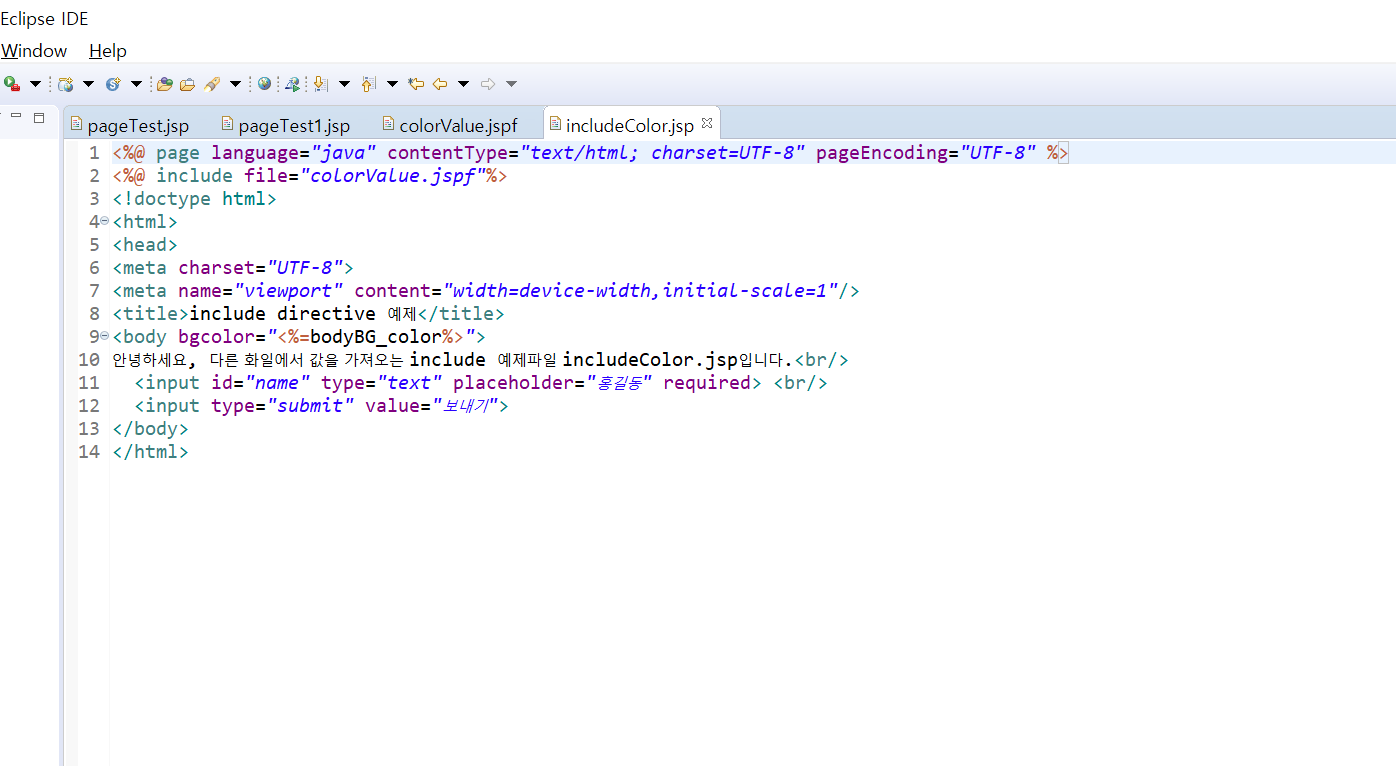 Eclipse IDE
Window Help
pageTest.jsp pageTest1.jsp colorValue.jspf includeColor.jsp
1 <%@ page language="java" contentType="text/html; charset=UTF-8" pageEncoding="UTF-8" %>
2 <%@ include file="colorValue.jspf"%>
3 <!doctype html>
4 <html>
5 <head>
6 <meta charset="UTF-8">
7 <meta name="viewport" content="width=device-width,initial-scale=1"/>
8 <title>include directive 예제</title>
9 <body bgcolor="<%=bodyBG_color%>">
10 안녕하세요, 다른 화일에서 값을 가져오는 include 예제파일 includeColor.jsp입니다.<br/>
11   <input id="name" type="text" placeholder="홍길동" required> <br/>
12   <input type="submit" value="보내기">
13 </body>
14 </html>